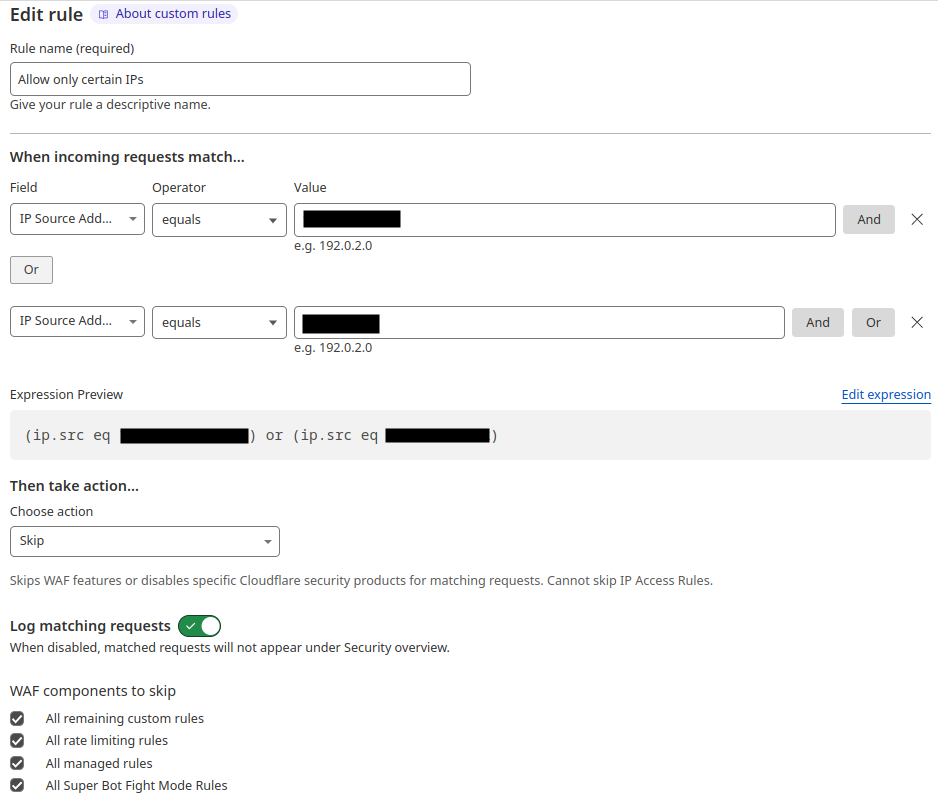 Edit rule About custom rules
Rule name (required)
Allow only certain IPs
Give your rule a descriptive name.
When incoming requests match...
Field Operator Value
IP Source Add... equals And
e.g. 192.0.2.0
Or
IP Source Add... equals And Or
e.g. 192.0.2.0
Expression Preview Edit expression
(ip.src eq ) or (ip.src eq )
Then take action...
Choose action
Skip
Skips WAF features or disables specific Cloudflare security products for matching requests. Cannot skip IP Access Rules.
Log matching requests
When disabled, matched requests will not appear under Security overview.
WAF components to skip
All remaining custom rules
All rate limiting rules
All managed rules
All Super Bot Fight Mode Rules